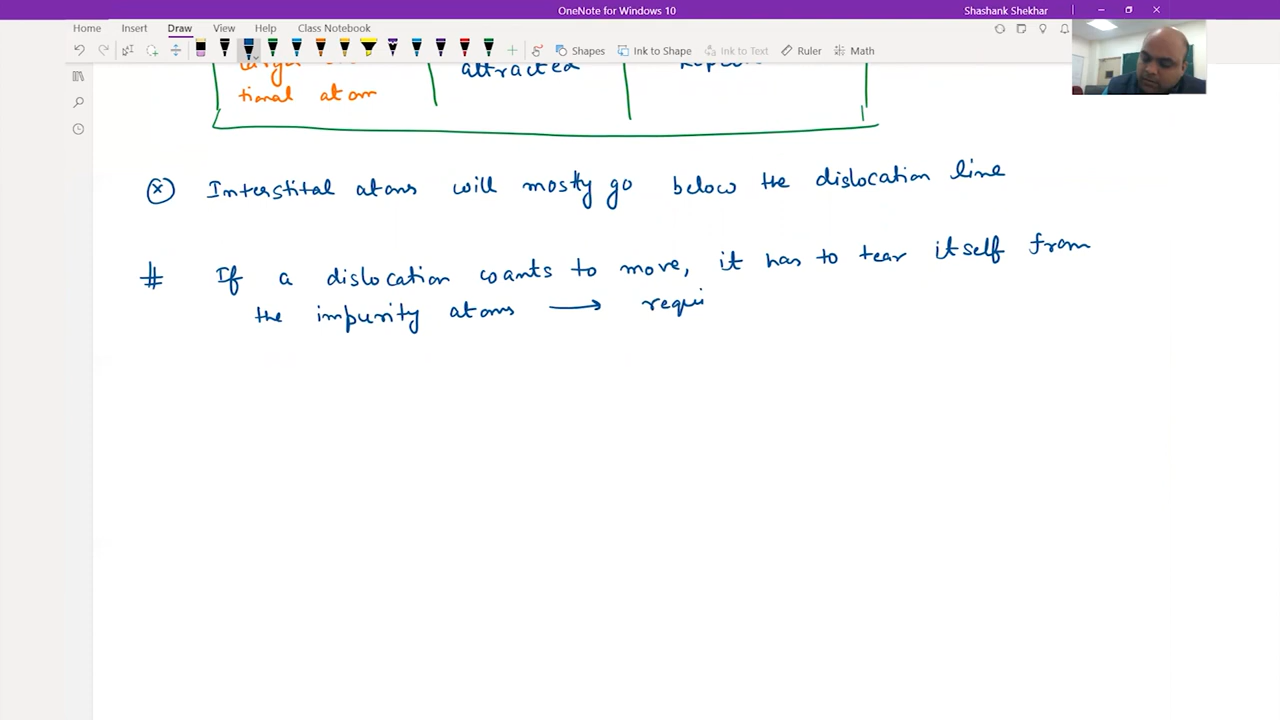 OneNote for Windows 10
Shashank Shekhar
Home Insert Draw View Help Class Notebook
Shapes Ink to Shape Ink to Text Ruler Math
attracted
tional atom
Interstital atoms will mostly go below the dislocation line
# If a dislocation wants to move, it has to tear itself from
the impurity atoms → requi